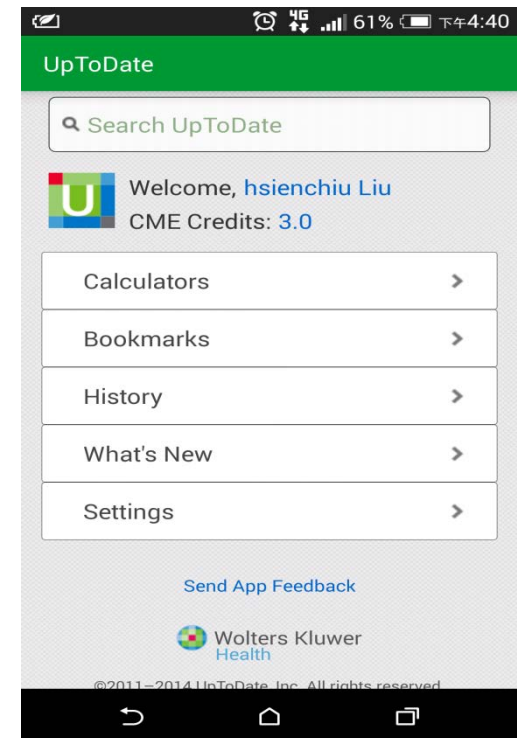 4G 61% 下午4:40
UpToDate
Search UpToDate
Welcome, hsienchiu Liu
CME Credits: 3.0
Calculators
Bookmarks
History
What's New
Settings
Send App Feedback
Wolters Kluwer
Health
©2011–2014 UpToDate, Inc. All rights reserved